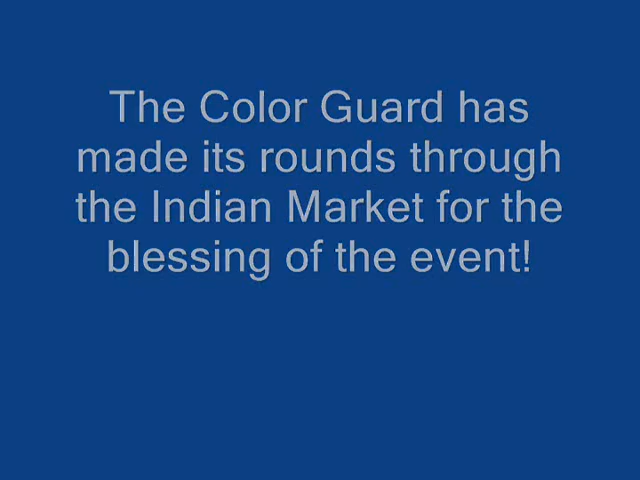 The Color Guard has
made its rounds through
the Indian Market for the
blessing of the event!